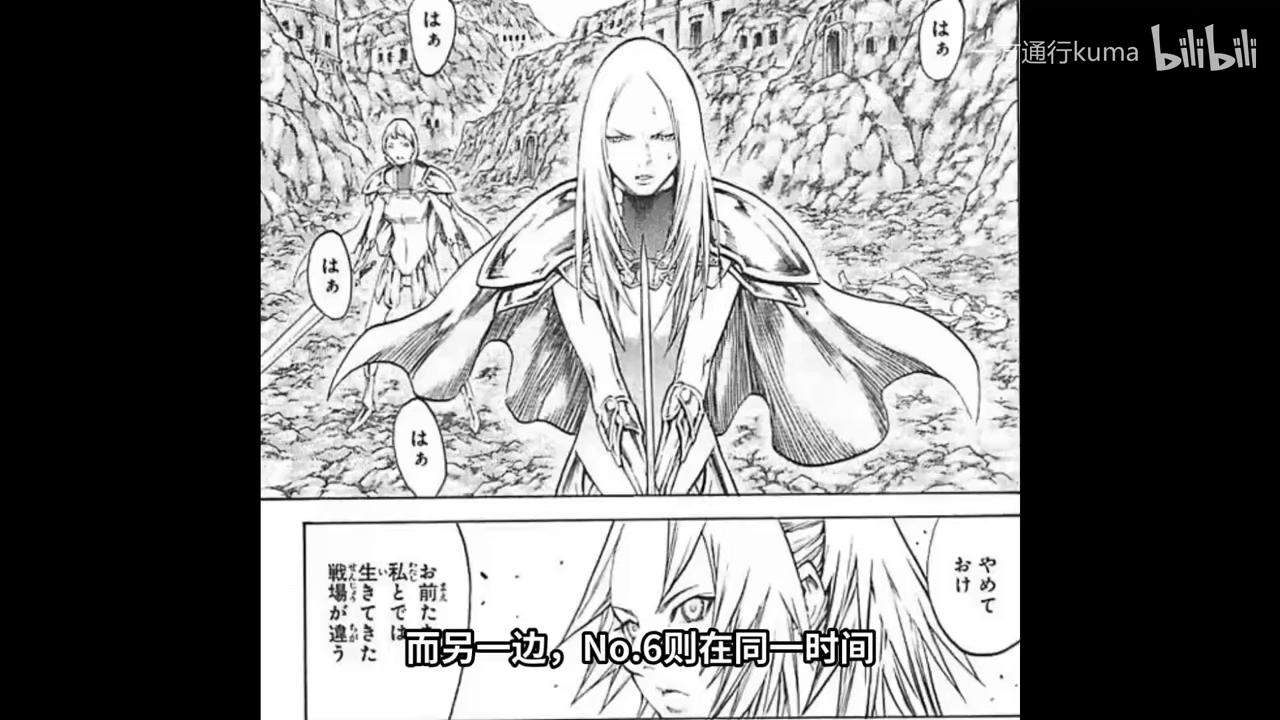 一方通行kuma bilibili
はぁ
はぁ
はぁ
はぁ
やめて
おけ
お前た
私とでは
生きてきた
戦場が違う
而另一边，No.6则在同一时间